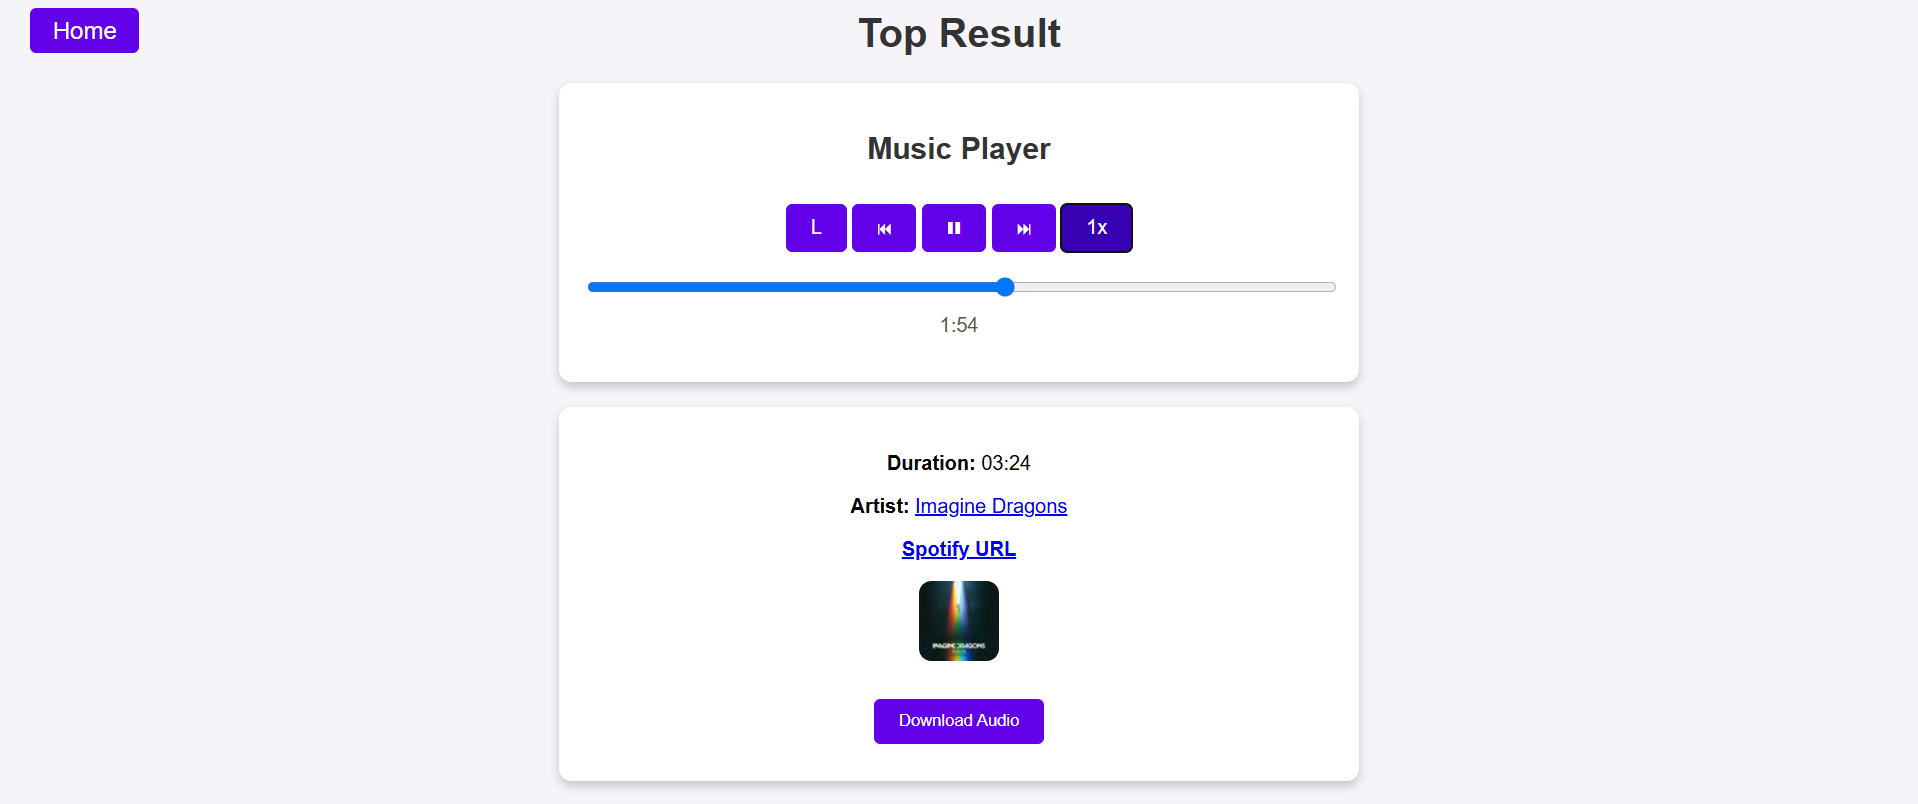 Home
Top Result
Music Player
L ⏮ ⏸ ⏭ 1x
1:54
Duration: 03:24
Artist: Imagine Dragons
Spotify URL
IMAGINE DRAGONS
Download Audio